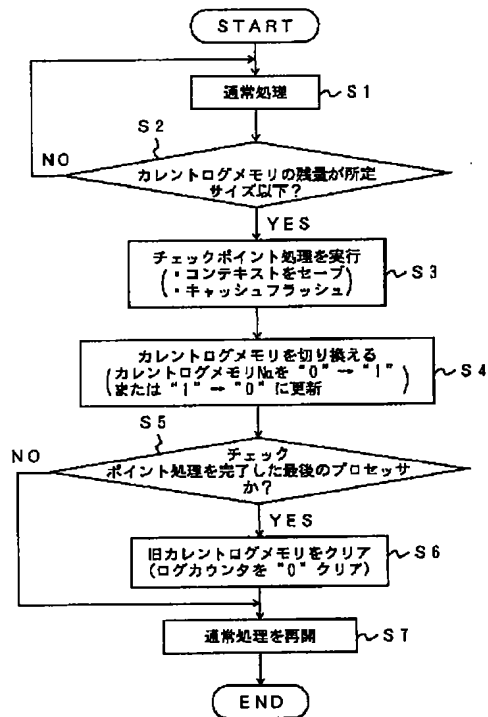 START
通常処理 S1
S2
NO
カレントログメモリの残量が所定
サイズ以下?
YES
チェックポイント処理を実行
(・コンテキストをセーブ
・キャッシュフラッシュ) S3
カレントログメモリを切り換える
(カレントログメモリNo.を "0" → "1"
または "1" → "0" に更新) S4
S5
NO
チェック
ポイント処理を完了した最後のプロセッサ
か?
YES
旧カレントログメモリをクリア
(ログカウンタを "0" クリア) S6
通常処理を再開 S7
END